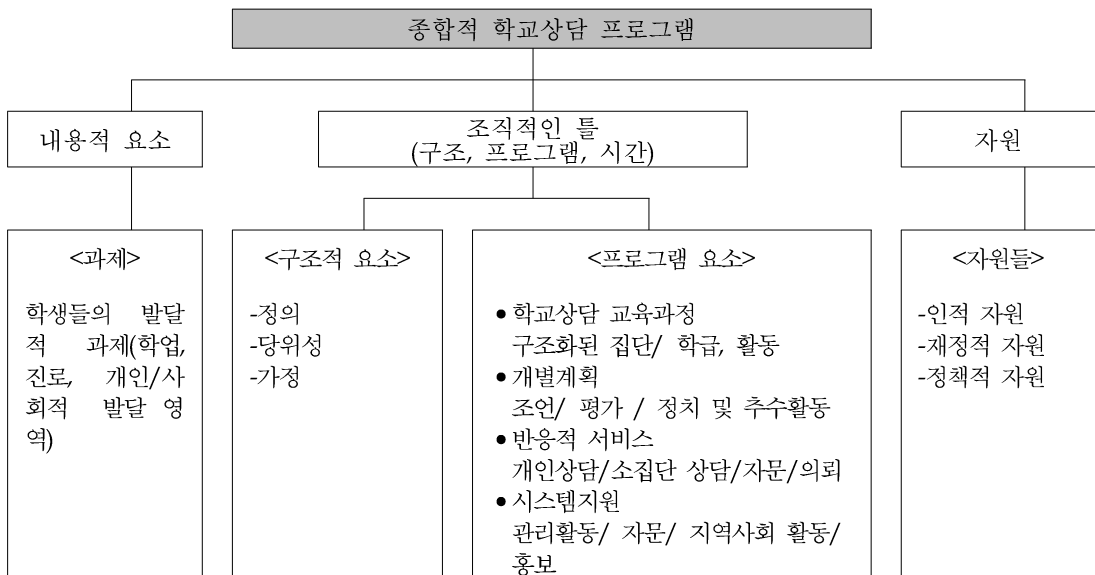 종합적 학교상담 프로그램
내용적 요소
조직적인 틀
(구조, 프로그램, 시간)
자원
<과제>
학생들의 발달
적 과제(학업,
진로, 개인/사
회적 발달 영
역)
<구조적 요소>
-정의
-당위성
-가정
<프로그램 요소>
• 학교상담 교육과정
구조화된 집단/ 학급, 활동
• 개별계획
조언/ 평가 / 정치 및 추수활동
• 반응적 서비스
개인상담/소집단 상담/자문/의뢰
• 시스템지원
관리활동/ 자문/ 지역사회 활동/
홍보
<자원들>
-인적 자원
-재정적 자원
-정책적 자원